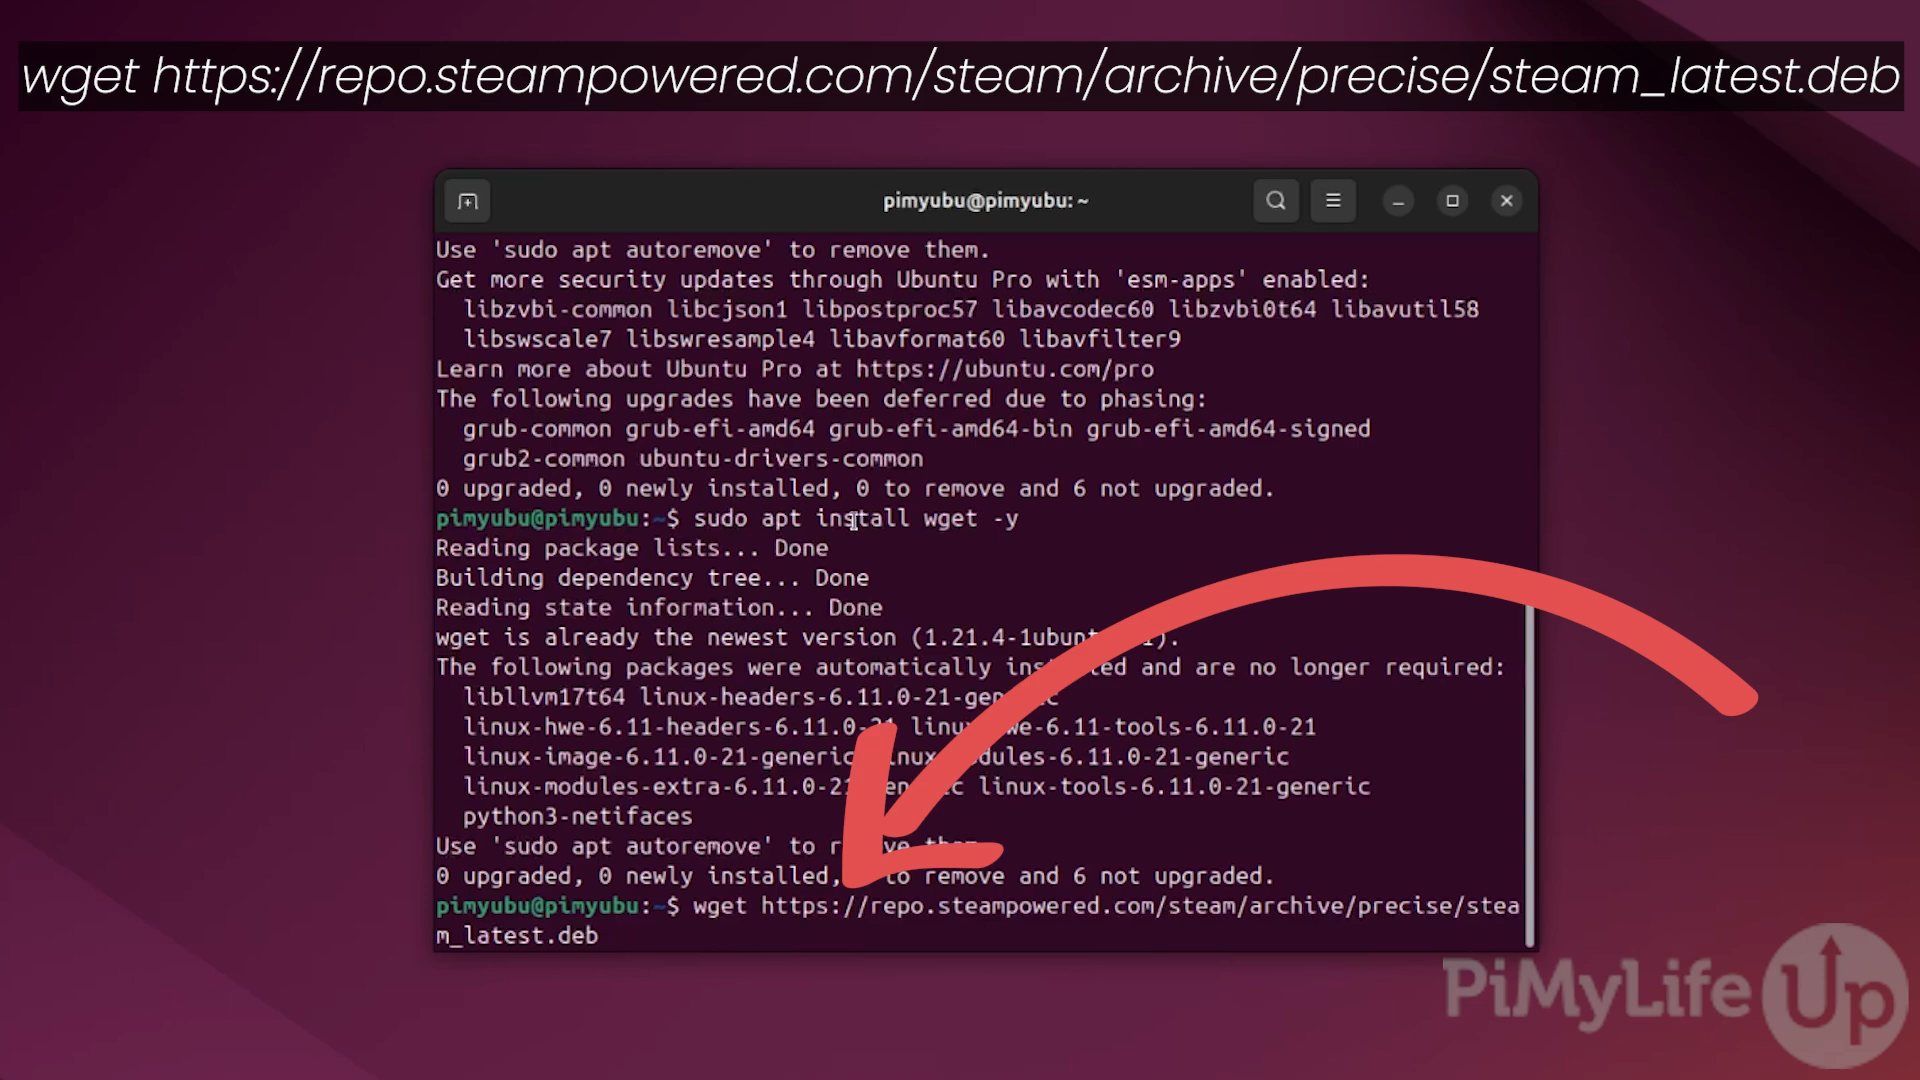 wget https://repo.steampowered.com/steam/archive/precise/steam_latest.deb
pimyubu@pimyubu: ~
Use 'sudo apt autoremove' to remove them.
Get more security updates through Ubuntu Pro with 'esm-apps' enabled:
libzvbi-common libcjson1 libpostproc57 libavcodec60 libzvbi0t64 libavutil58
libswscale7 libswresample4 libavformat60 libavfilter9
Learn more about Ubuntu Pro at https://ubuntu.com/pro
The following upgrades have been deferred due to phasing:
grub-common grub-efi-amd64 grub-efi-amd64-bin grub-efi-amd64-signed
grub2-common ubuntu-drivers-common
0 upgraded, 0 newly installed, 0 to remove and 6 not upgraded.
pimyubu@pimyubu:~$ sudo apt install wget -y
Reading package lists... Done
Building dependency tree... Done
Reading state information... Done
wget is already the newest version
The following packages were automatically installed and are no longer required:
libllvm17t64 linux-headers-6.11.0-21-generic
linux-hwe-6.11-headers-6.11.0-21 linux-hwe-6.11-tools-6.11.0-21
linux-image-6.11.0-21-generic linux-modules-6.11.0-21-generic
linux-modules-extra-6.11.0-21-generic linux-tools-6.11.0-21-generic
python3-netifaces
Use 'sudo apt autoremove' to remove them.
0 upgraded, 0 newly installed, to remove and 6 not upgraded.
pimyubu@pimyubu:~$ wget https://repo.steampowered.com/steam/archive/precise/stea
m_latest.deb
PiMyLifeUp